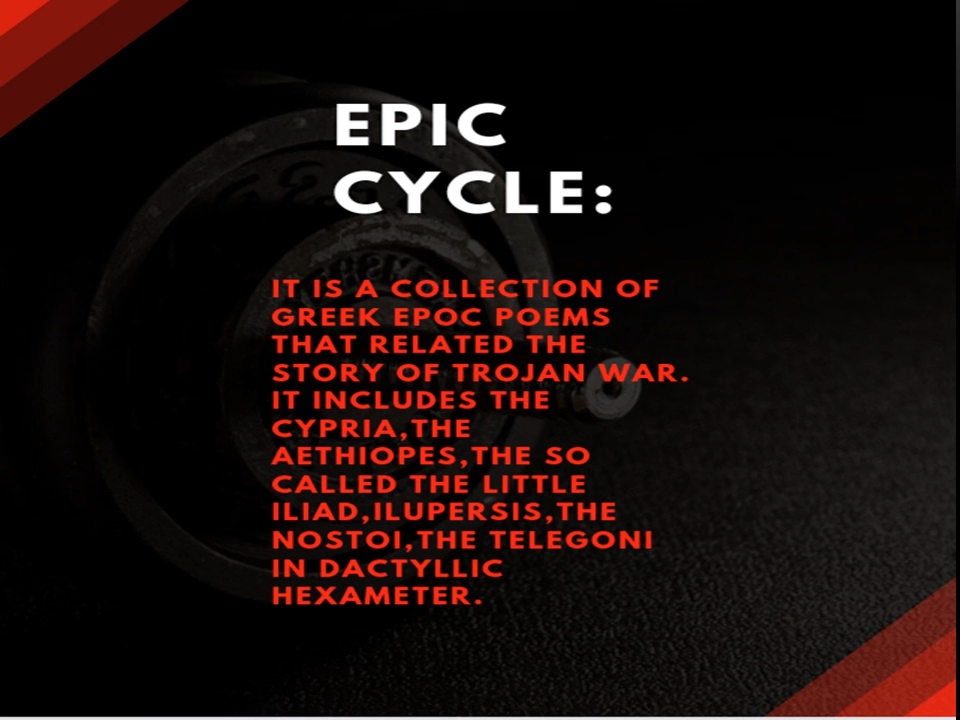 EPIC
CYCLE:
IT IS A COLLECTION OF
GREEK EPOC POEMS
THAT RELATED THE
STORY OF TROJAN WAR.
IT INCLUDES THE
CYPRIA,THE
AETHIOPES,THE SO
CALLED THE LITTLE
ILIAD,ILUPERSIS,THE
NOSTOI,THE TELEGONI
IN DACTYLLIC
HEXAMETER.